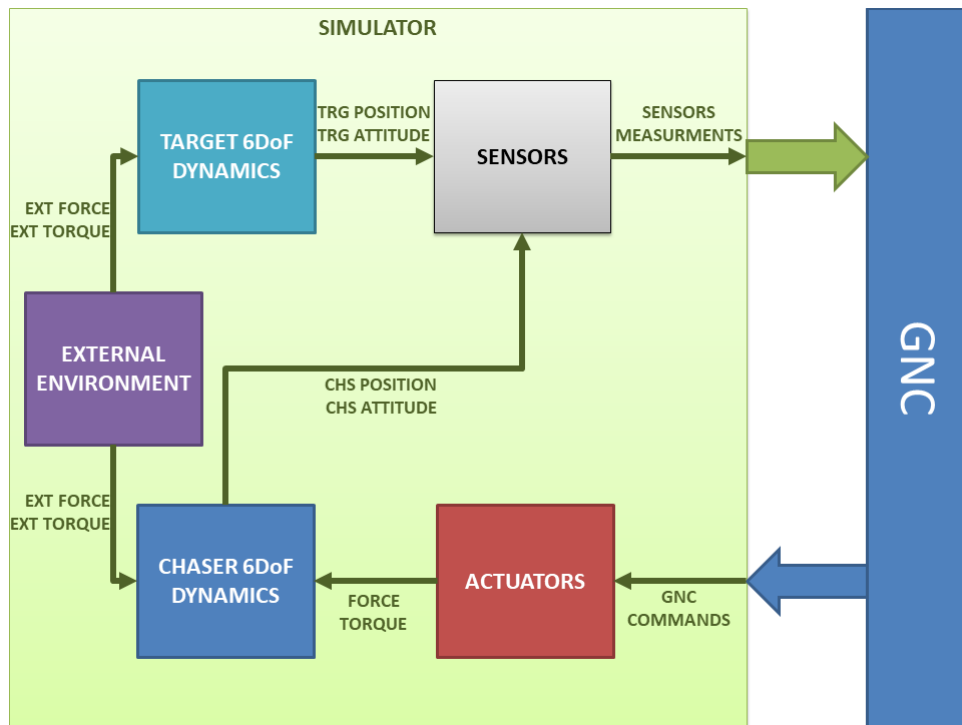 SIMULATOR
TRG POSITION
TRG ATTITUDE
SENSORS
MEASURMENTS
TARGET 6DoF
DYNAMICS
SENSORS
EXT FORCE
EXT TORQUE
GNC
EXTERNAL
ENVIRONMENT
CHS POSITION
CHS ATTITUDE
EXT FORCE
EXT TORQUE
CHASER 6DoF
DYNAMICS
FORCE
TORQUE
ACTUATORS
GNC
COMMANDS